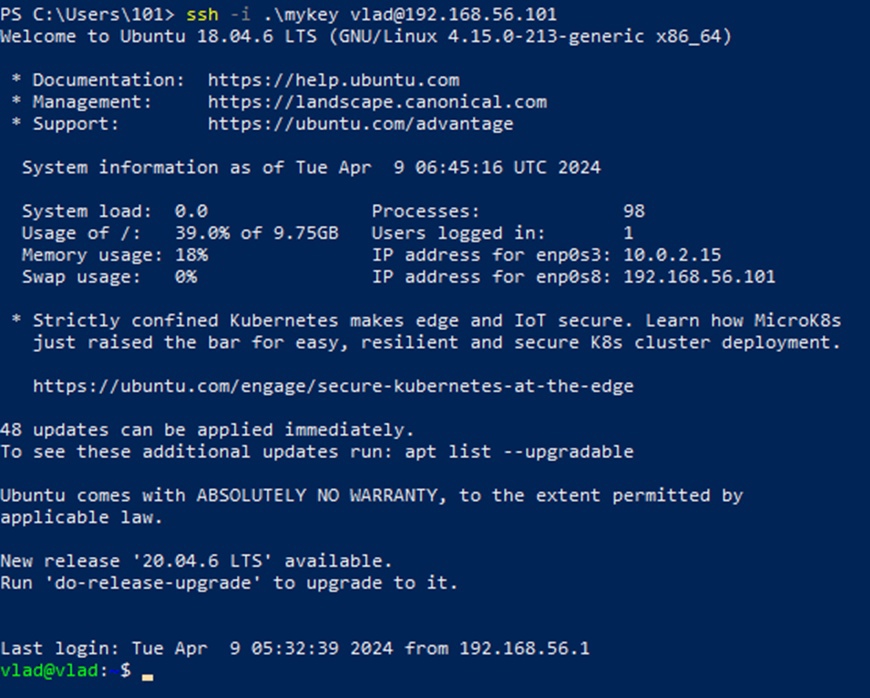 PS C:\Users\101> ssh -i .\mykey vlad@192.168.56.101
Welcome to Ubuntu 18.04.6 LTS (GNU/Linux 4.15.0-213-generic x86_64)
* Documentation:  https://help.ubuntu.com
* Management:     https://landscape.canonical.com
* Support:        https://ubuntu.com/advantage
System information as of Tue Apr  9 06:45:16 UTC 2024
System load:  0.0                Processes:             98
Usage of /:   39.0% of 9.75GB   Users logged in:       1
Memory usage: 18%               IP address for enp0s3: 10.0.2.15
Swap usage:   0%                IP address for enp0s8: 192.168.56.101
* Strictly confined Kubernetes makes edge and IoT secure. Learn how MicroK8s
just raised the bar for easy, resilient and secure K8s cluster deployment.
https://ubuntu.com/engage/secure-kubernetes-at-the-edge
48 updates can be applied immediately.
To see these additional updates run: apt list --upgradable
Ubuntu comes with ABSOLUTELY NO WARRANTY, to the extent permitted by
applicable law.
New release '20.04.6 LTS' available.
Run 'do-release-upgrade' to upgrade to it.
Last login: Tue Apr  9 05:32:39 2024 from 192.168.56.1
vlad@vlad: $